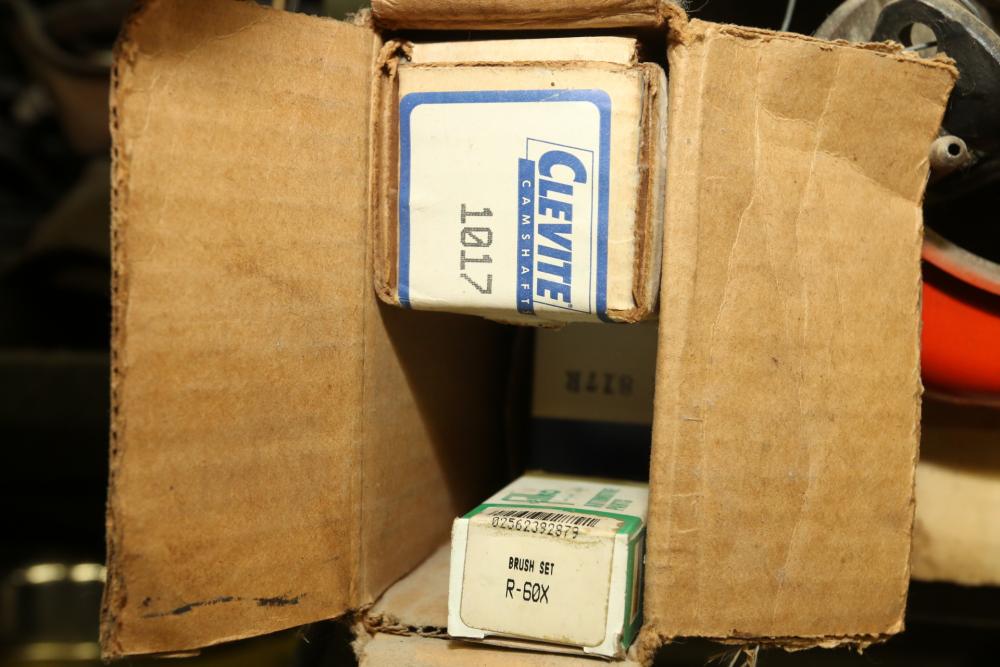 CLEVITE®
CAMSHAFT
1017
817R
02562392879
BRUSH SET
R-60X